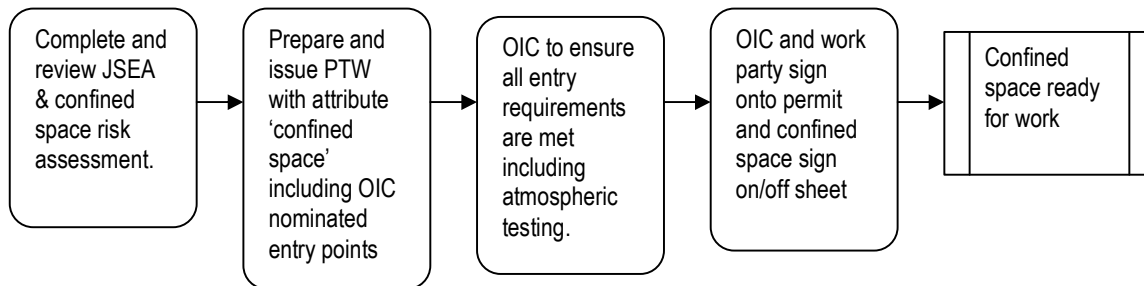 Complete and
review JSEA
& confined
space risk
assessment.
Prepare and
issue PTW
with attribute
‘confined
space’
including OIC
nominated
entry points
OIC to ensure
all entry
requirements
are met
including
atmospheric
testing.
OIC and work
party sign
onto permit
and confined
space sign
on/off sheet
Confined
space ready
for work